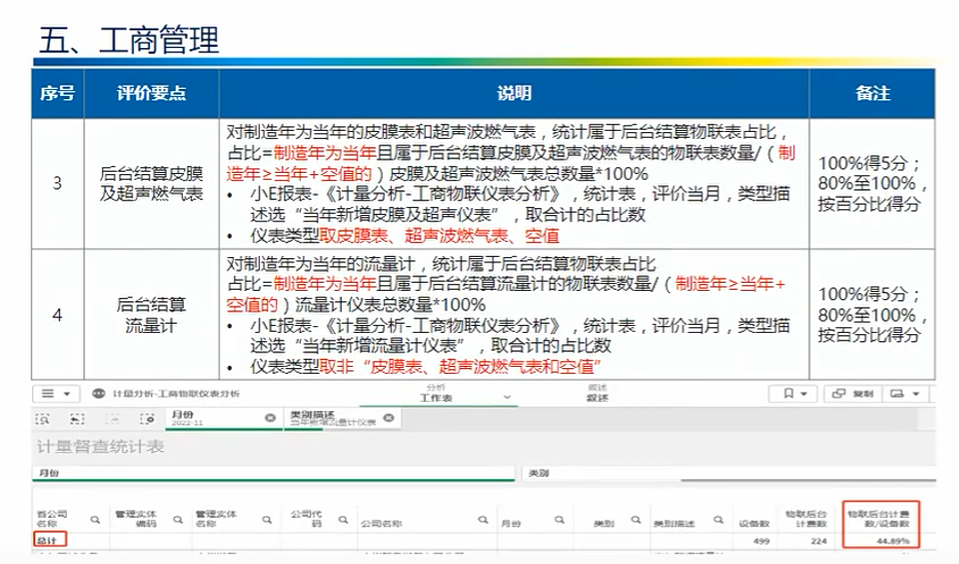 五、工商管理
序号 评价要点 说明 备注
对制造年为当年的皮膜表和超声波燃气表，统计属于后台结算物联表占比，
占比=制造年为当年且属于后台结算皮膜及超声波燃气表的物联表数量/（制
造年≥当年+空值的）皮膜及超声波燃气表总数量*100%
• 小E报表-《计量分析-工商物联仪表分析》，统计表，评价当月，类型描
述选“当年新增皮膜及超声仪表”，取合计的占比数
• 仪表类型取皮膜表、超声波燃气表、空值
3
后台结算皮膜
及超声燃气表
100%得5分；
80%至100%，
按百分比得分
对制造年为当年的流量计，统计属于后台结算物联表占比
占比=制造年为当年且属于后台结算流量计的物联表数量/（制造年≥当年+
空值的）流量计仪表总数量*100%
• 小E报表-《计量分析-工商物联仪表分析》，统计表，评价当月，类型描
述选“当年新增流量计仪表”，取合计的占比数
• 仪表类型取非“皮膜表、超声波燃气表和空值”
4
后台结算
流量计
100%得5分；
80%至100%，
按百分比得分
计量分析-工商物联仪表分析
分析
工作表
叙述
叙述
复制
月份
2022-11
类别描述
当年新增流量计仪表
计量督查统计表
月份 类别
省公司
名称
管理实体
编码
管理实体
名称
公司代
码
公司名称 月份 类别 类别描述 设备数
物联后台
计费数
物联后台计费
数/设备数
总计 499 224 44.89%